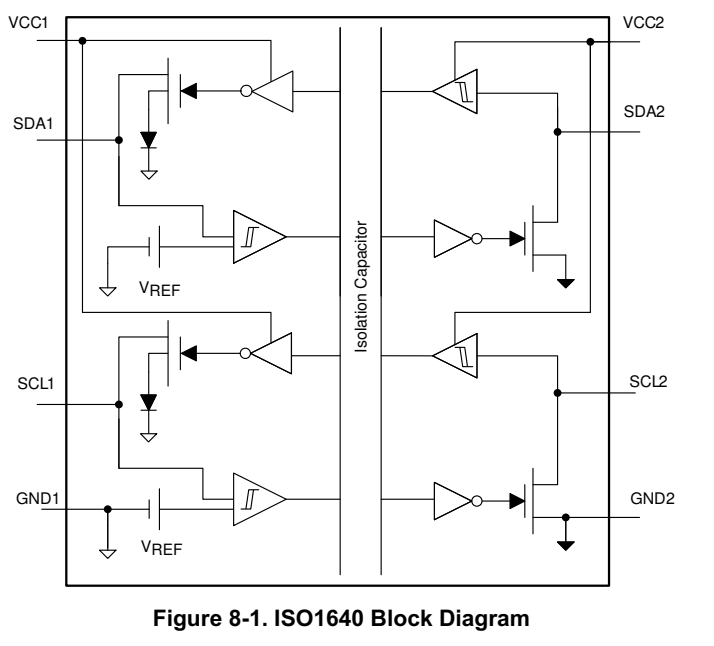 VCC1
VCC2
SDA1
SDA2
VREF
Isolation Capacitor
SCL1
SCL2
GND1
GND2
VREF
Figure 8-1. ISO1640 Block Diagram